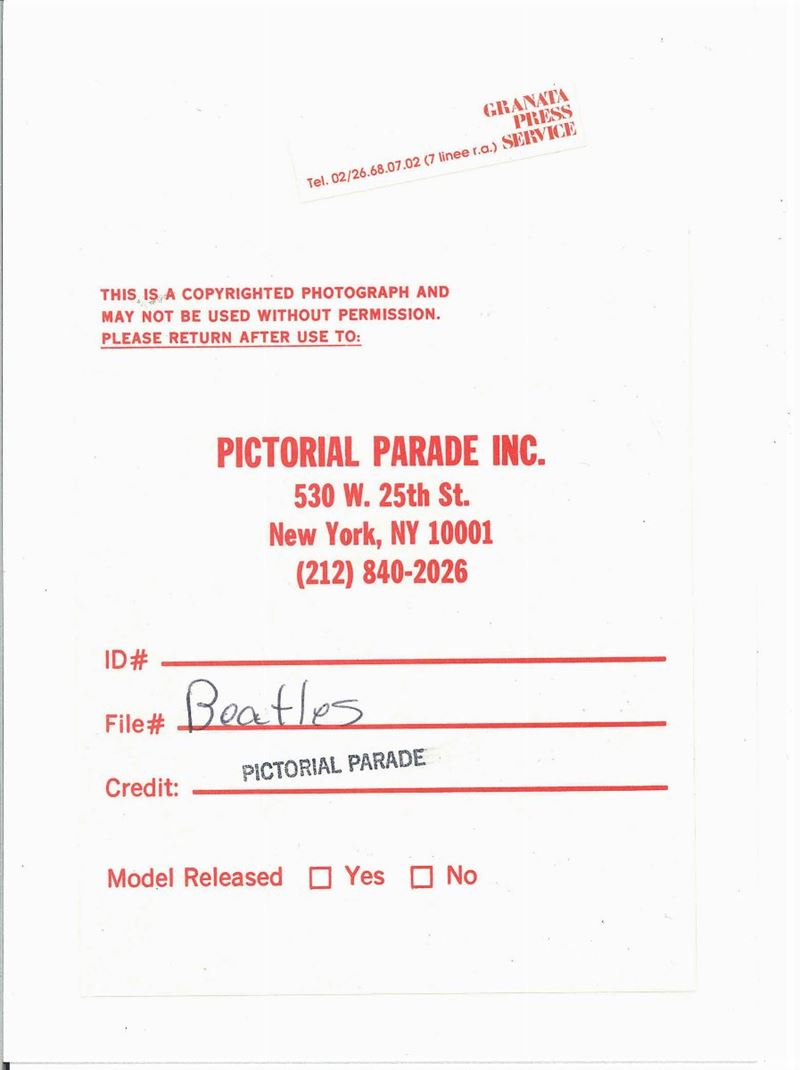 GRANATA
PRESS
SERVICE
Tel. 02/26.68.07.02 (7 linee r.a.)
THIS IS A COPYRIGHTED PHOTOGRAPH AND
MAY NOT BE USED WITHOUT PERMISSION.
PLEASE RETURN AFTER USE TO:
PICTORIAL PARADE INC.
530 W. 25th St.
New York, NY 10001
(212) 840-2026
ID#
File# Beatles
Credit: PICTORIAL PARADE
Model Released ☐ Yes ☐ No